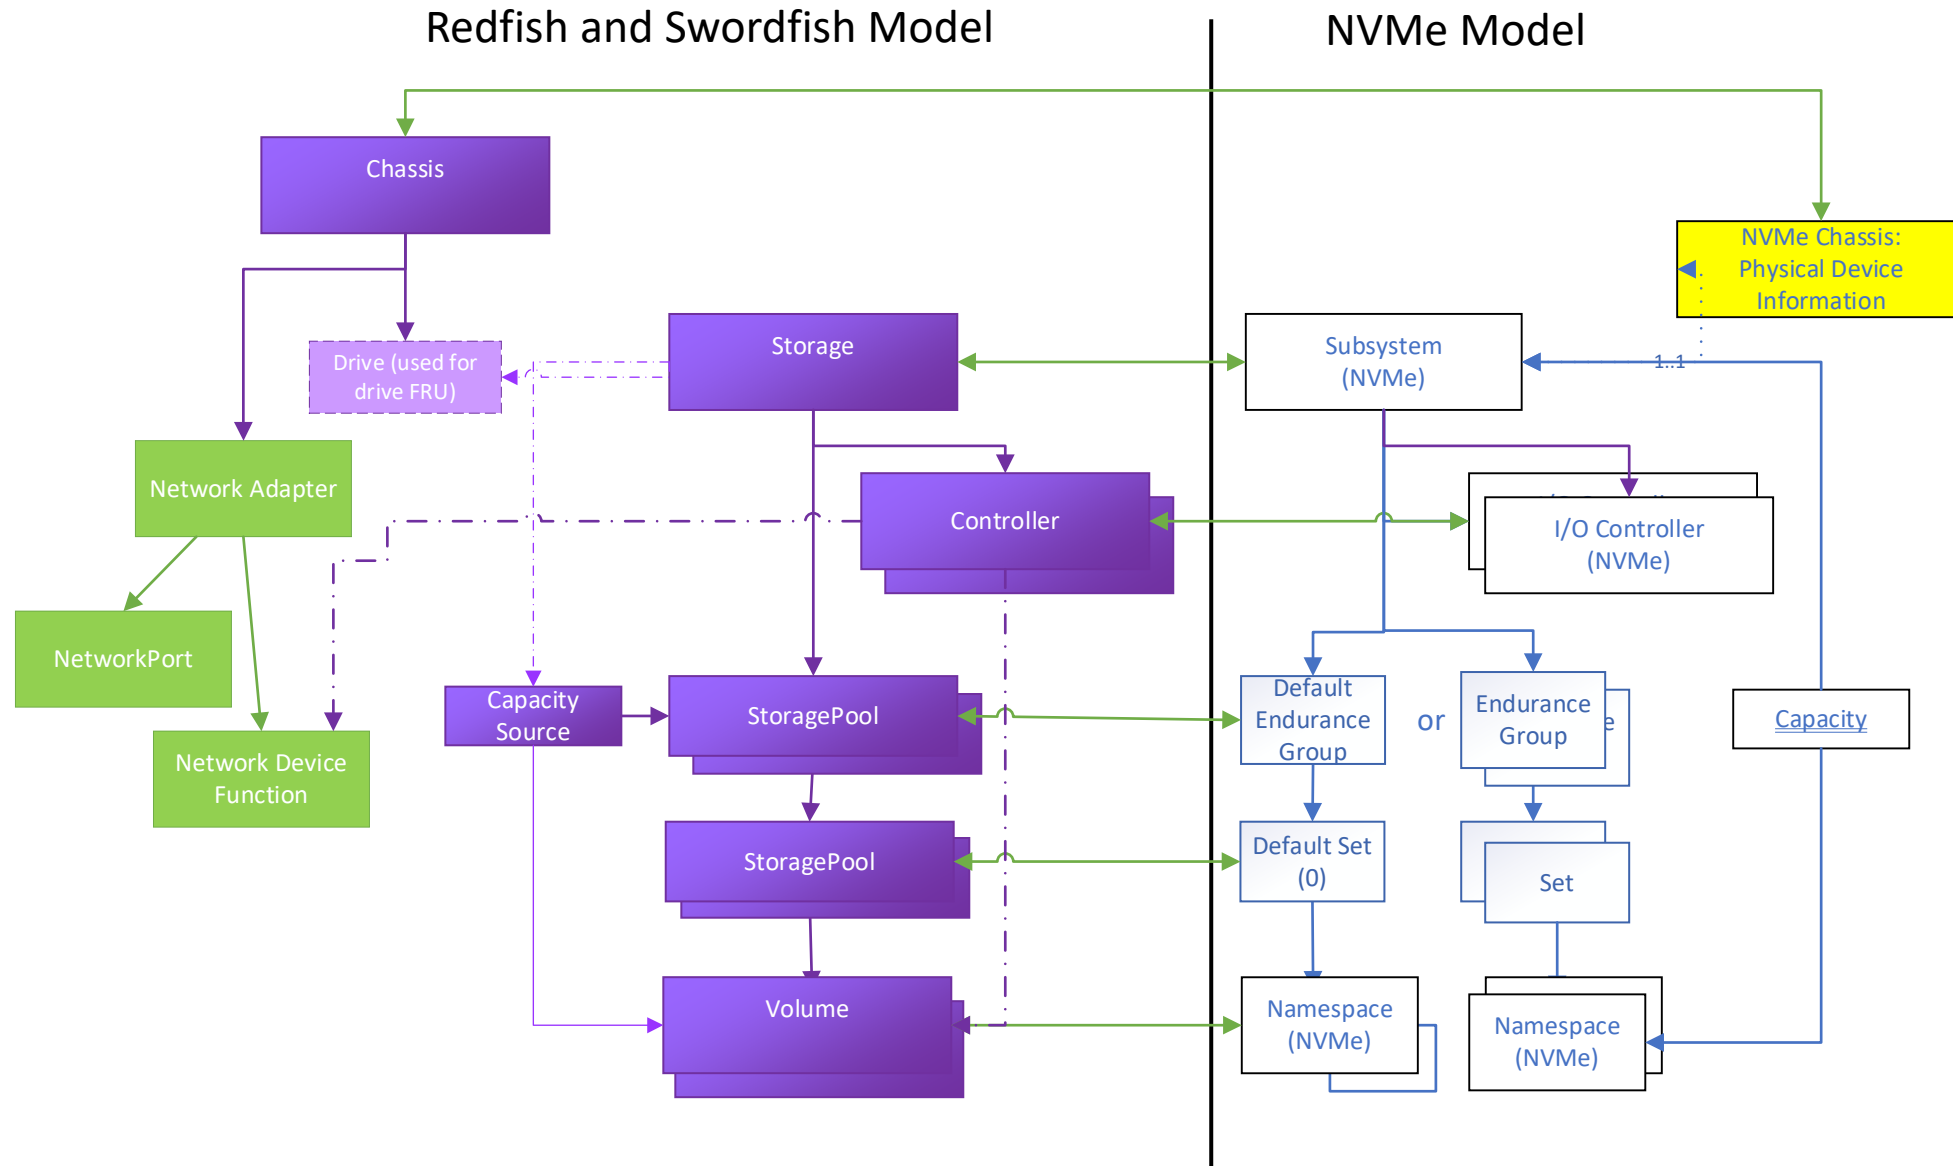 Redfish and Swordfish Model
NVMe Model
Chassis
NVMe Chassis:
Physical Device
Information
Drive (used for
drive FRU)
Storage
Subsystem
(NVMe)
1..1
Network Adapter
Controller
I/O Controller
(NVMe)
NetworkPort
Network Device
Function
Capacity
Source
StoragePool
Default
Endurance
Group
or
Endurance
Group
e
Capacity
StoragePool
Default Set
(0)
Set
Volume
Namespace
(NVMe)
Namespace
(NVMe)